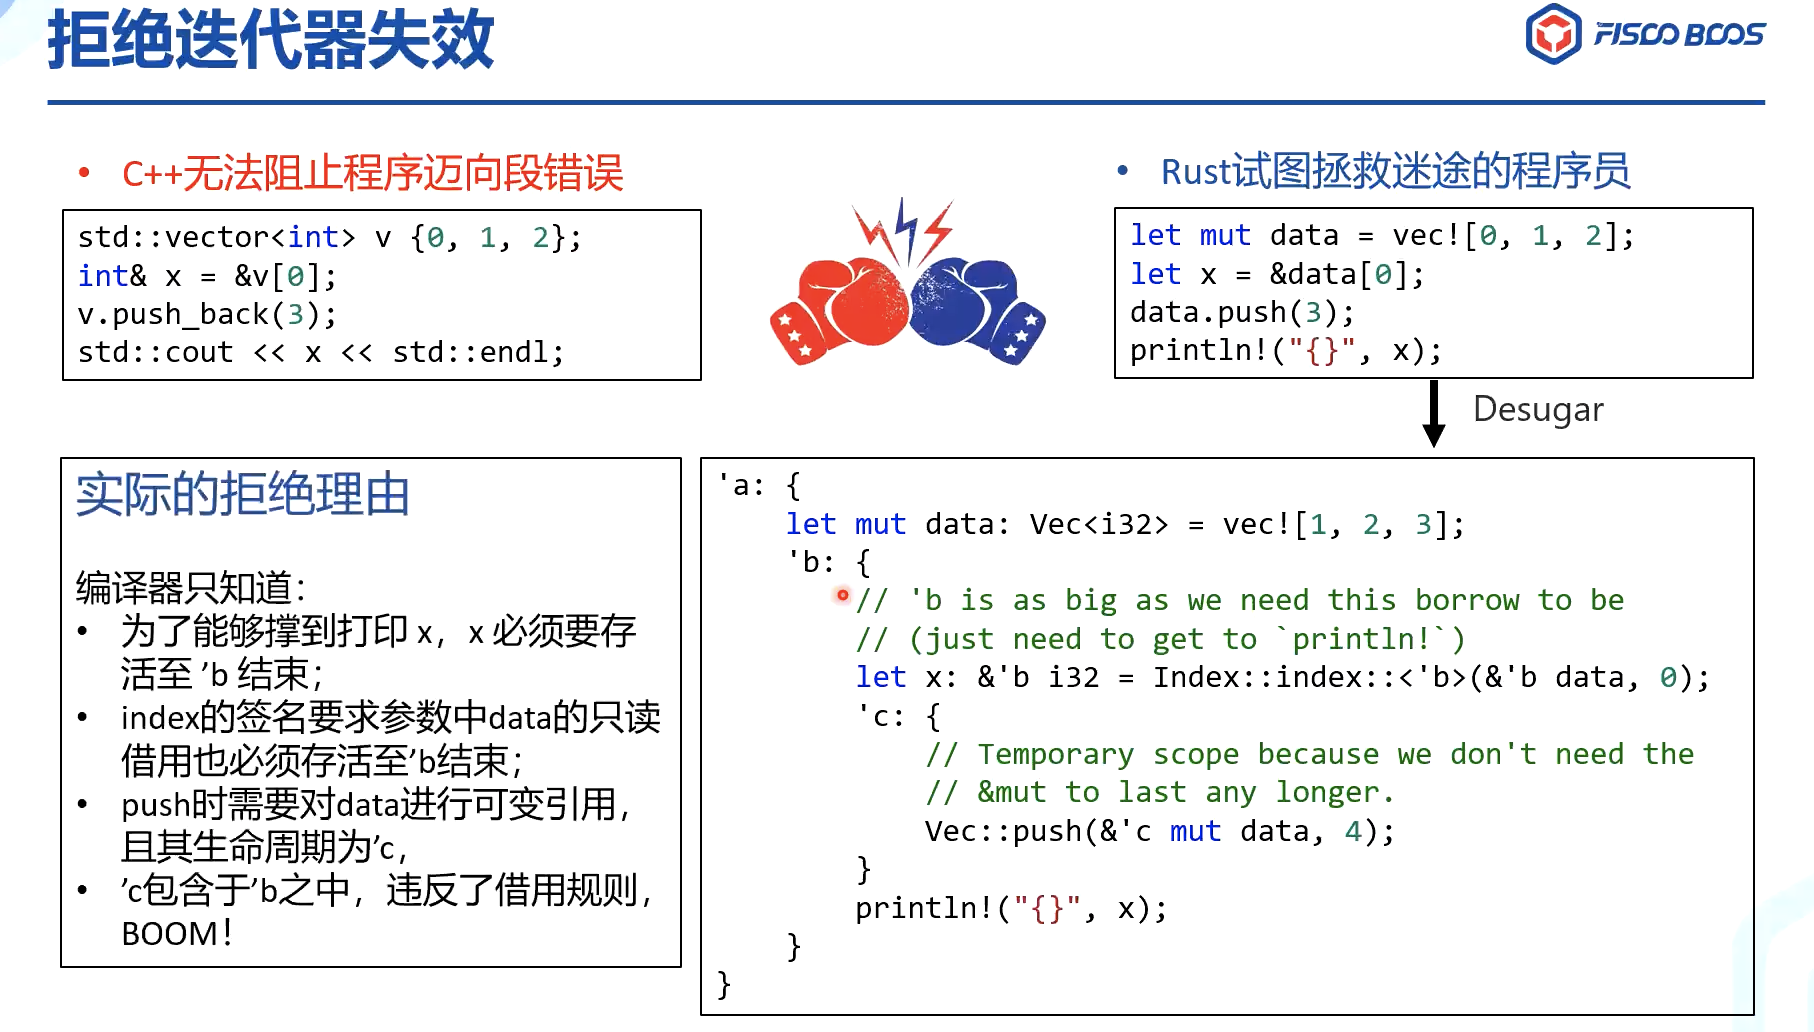 拒绝迭代器失效
FISCO BCOS
• C++无法阻止程序迈向段错误
std::vector<int> v {0, 1, 2};
int& x = &v[0];
v.push_back(3);
std::cout << x << std::endl;
• Rust试图拯救迷途的程序员
let mut data = vec![0, 1, 2];
let x = &data[0];
data.push(3);
println!("{}", x);
Desugar
实际的拒绝理由
编译器只知道：
• 为了能够撑到打印 x，x 必须要存
活至 ’b 结束；
• index的签名要求参数中data的只读
借用也必须存活至’b结束；
• push时需要对data进行可变引用，
且其生命周期为’c，
• ’c包含于’b之中，违反了借用规则，
BOOM！
'a: {
    let mut data: Vec<i32> = vec![1, 2, 3];
    'b: {
        // 'b is as big as we need this borrow to be
        // (just need to get to `println!`)
        let x: &'b i32 = Index::index::<'b>(&'b data, 0);
        'c: {
            // Temporary scope because we don't need the
            // &mut to last any longer.
            Vec::push(&'c mut data, 4);
        }
        println!("{}", x);
    }
}